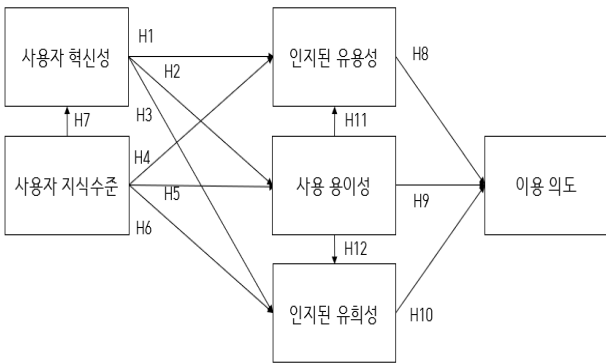 사용자 혁신성
H1
인지된 유용성
H8
H2
H3
H7
H11
H4
사용자 지식수준
H5
사용 용이성
H9
이용 의도
H6
H12
인지된 유희성
H10